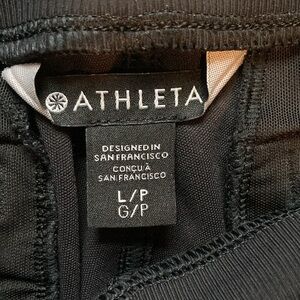 ATHLETA
DESIGNED IN
SAN FRANCISCO
CONÇU À
SAN FRANCISCO
L/P
G/P